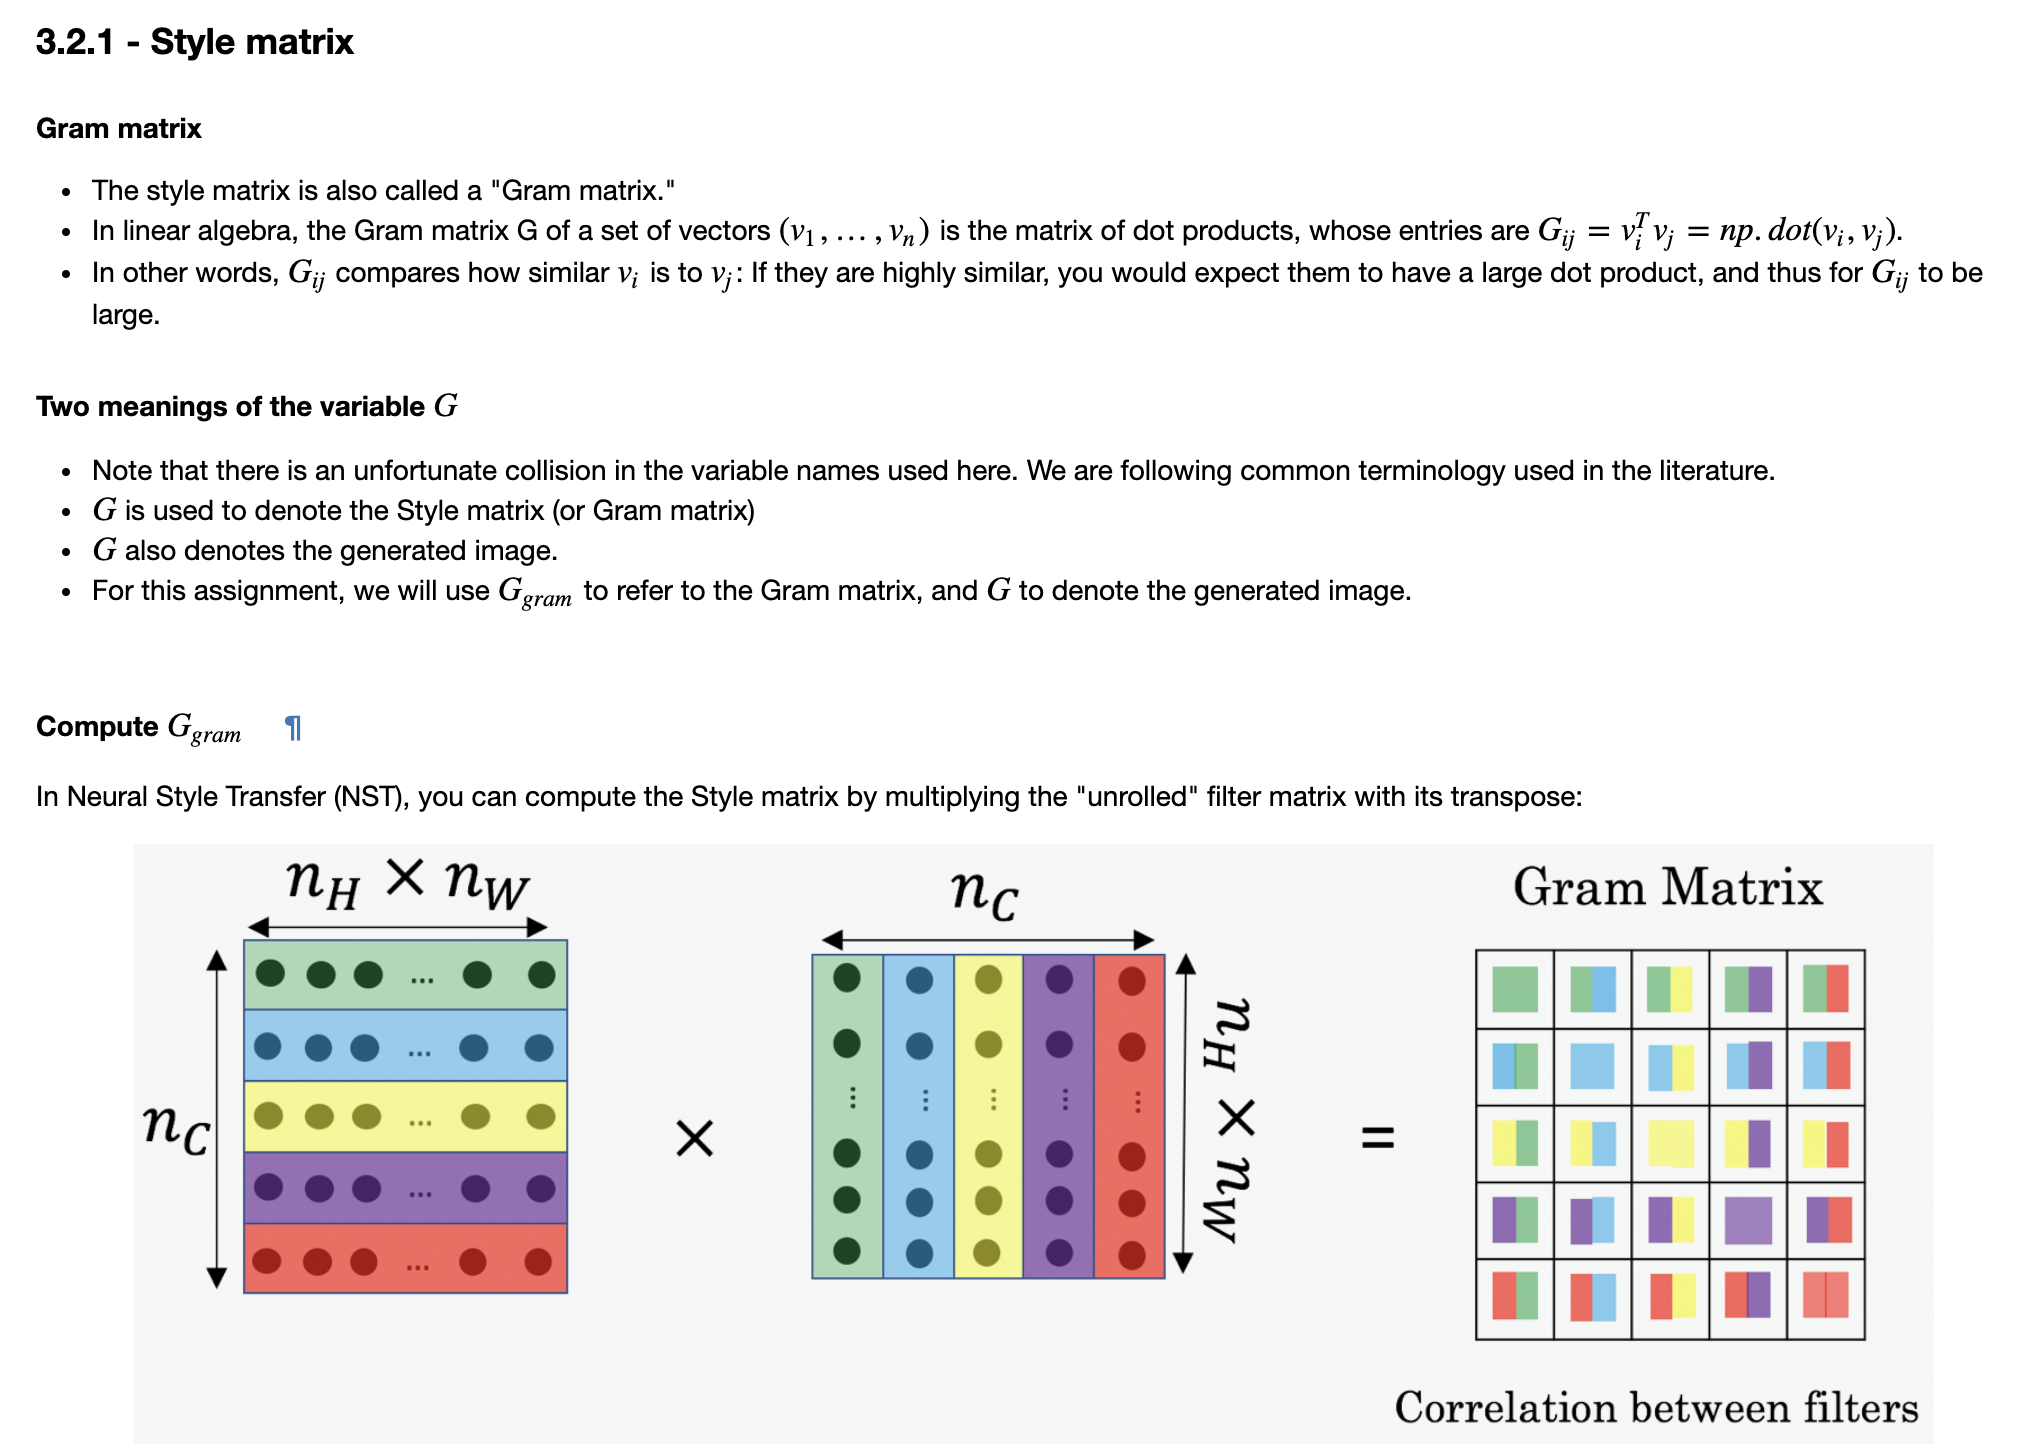 3.2.1 - Style matrix
Gram matrix
• The style matrix is also called a "Gram matrix."
• In linear algebra, the Gram matrix G of a set of vectors (v₁, … , vₙ) is the matrix of dot products, whose entries are G_{ij} = v_i^T v_j = np. dot(v_i, v_j).
• In other words, G_{ij} compares how similar v_i is to v_j: If they are highly similar, you would expect them to have a large dot product, and thus for G_{ij} to be
large.
Two meanings of the variable G
• Note that there is an unfortunate collision in the variable names used here. We are following common terminology used in the literature.
• G is used to denote the Style matrix (or Gram matrix)
• G also denotes the generated image.
• For this assignment, we will use G_{gram} to refer to the Gram matrix, and G to denote the generated image.
Compute G_{gram} ¶
In Neural Style Transfer (NST), you can compute the Style matrix by multiplying the "unrolled" filter matrix with its transpose:
n_H × n_W
n_C
...
...
...
...
...
×
n_C
n_H × n_W
...
...
...
...
...
=
Gram Matrix
Correlation between filters